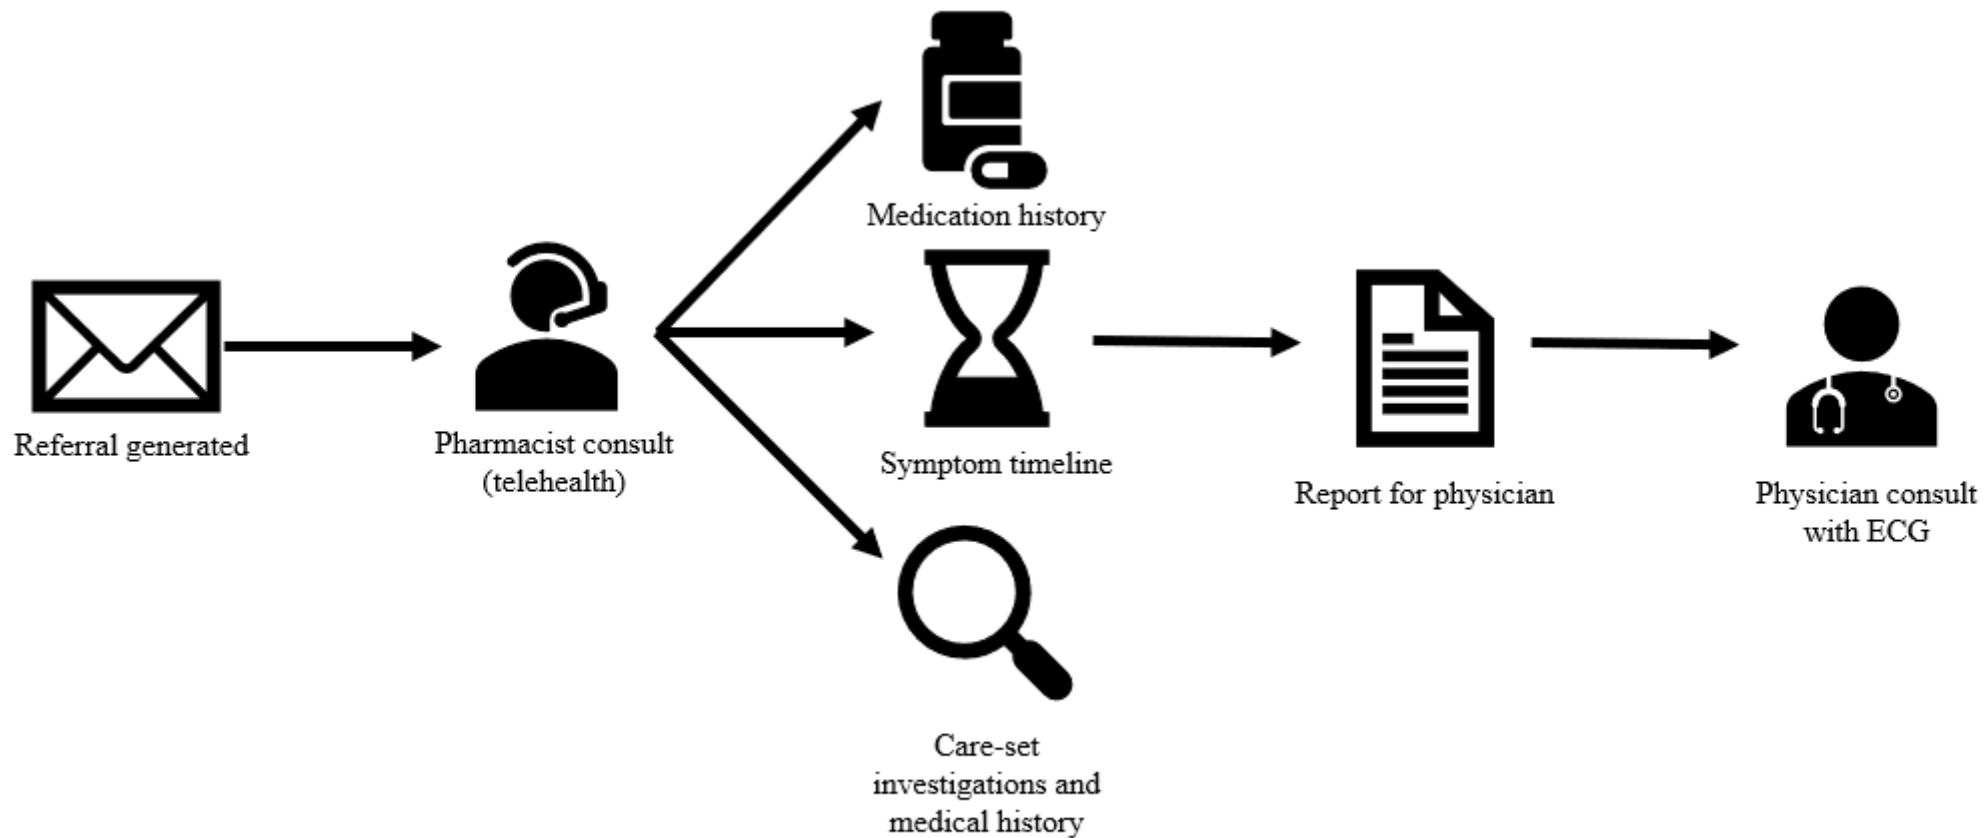 Referral generated
Pharmacist consult
(telehealth)
Medication history
Symptom timeline
Care-set
investigations and
medical history
Report for physician
Physician consult
with ECG